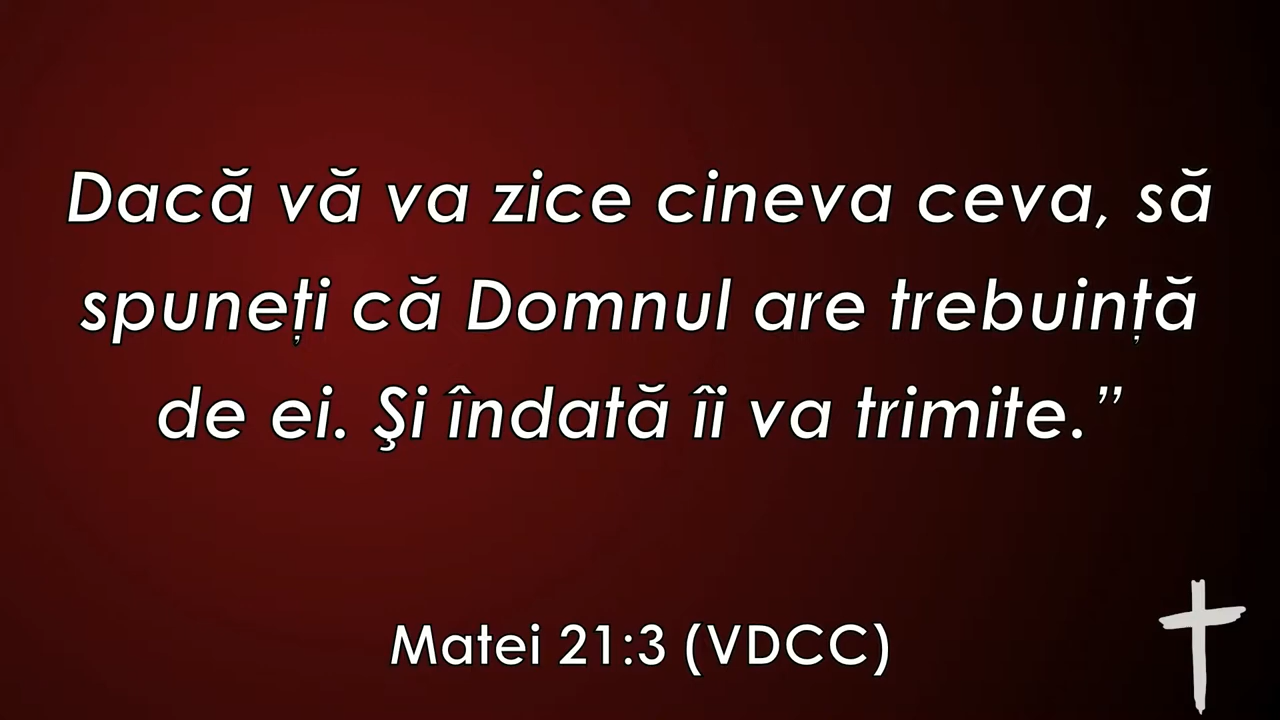 Dacă vă va zice cineva ceva, să
spuneți că Domnul are trebuință
de ei. Şi îndată îi va trimite.”
Matei 21:3 (VDCC)